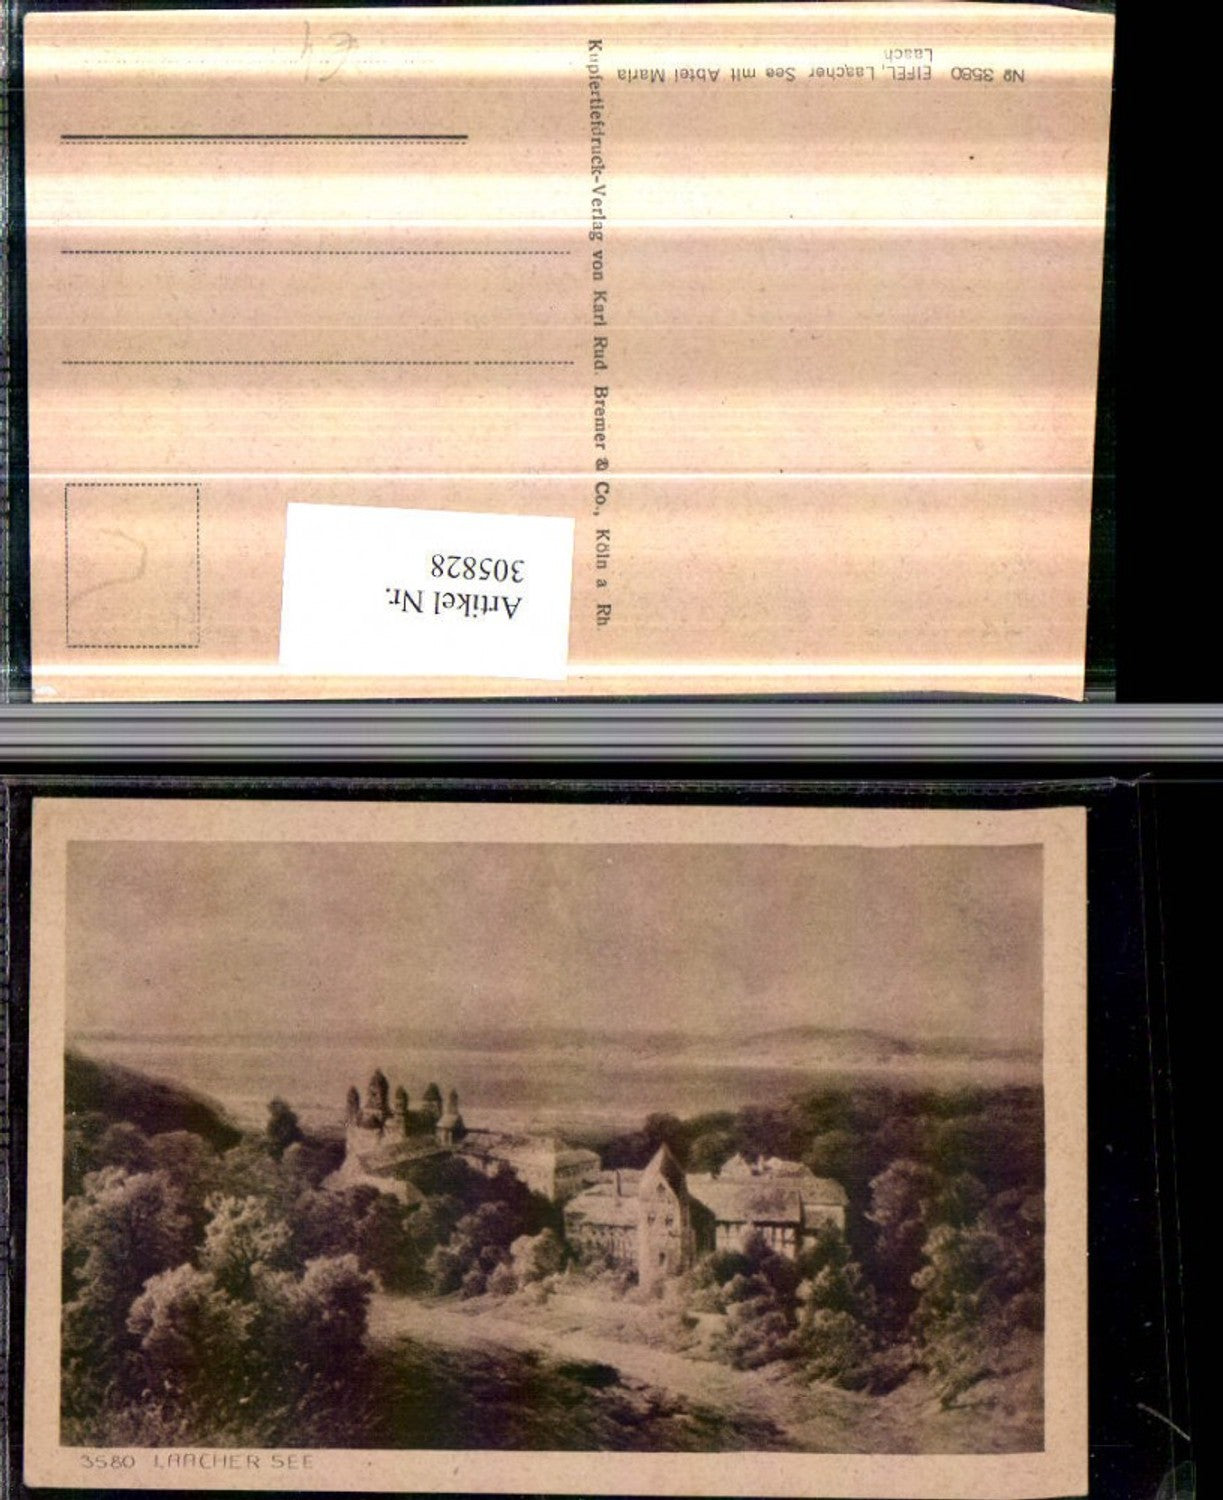 No 3580 EIFEL, Laacher See mit Abtei Maria
Laach
Kupfertiefdruck-Verlag von Karl Rud. Bremer & Co., Köln a Rh.
Artikel Nr.
305828
3580 LAACHER SEE